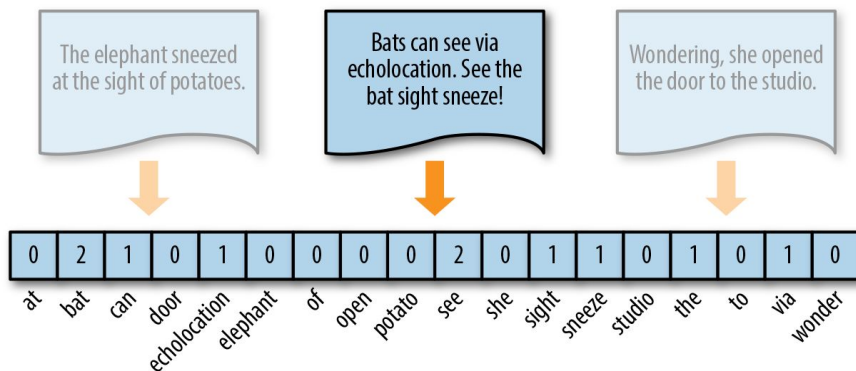 The elephant sneezed
at the sight of potatoes.
Bats can see via
echolocation. See the
bat sight sneeze!
Wondering, she opened
the door to the studio.
0 2 1 0 1 0 0 0 0 2 0 1 1 0 1 0 1 0
at bat can door echolocation elephant of open potato see she sight sneeze studio the to via wonder